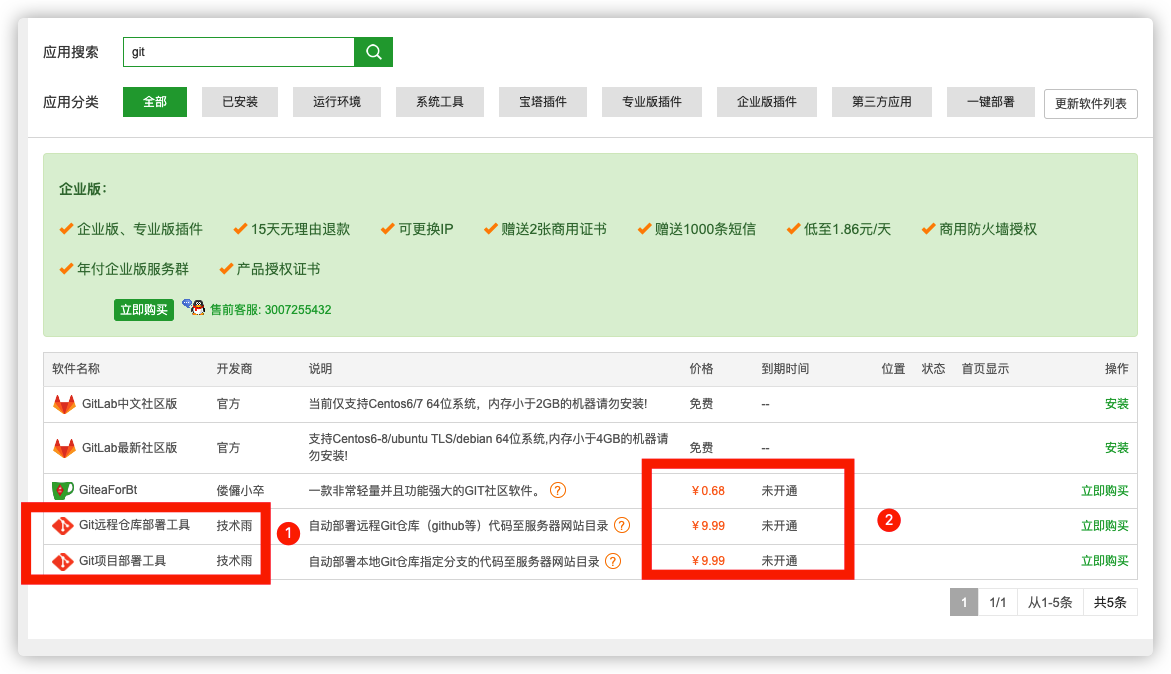 应用搜索 git
应用分类 全部 已安装 运行环境 系统工具 宝塔插件 专业版插件 企业版插件 第三方应用 一键部署 更新软件列表
企业版：
企业版、专业版插件 15天无理由退款 可更换IP 赠送2张商用证书 赠送1000条短信 低至1.86元/天 商用防火墙授权
年付企业版服务群 产品授权证书
立即购买 售前客服: 3007255432
软件名称 开发商 说明 价格 到期时间 位置 状态 首页显示 操作
GitLab中文社区版 官方 当前仅支持Centos6/7 64位系统，内存小于2GB的机器请勿安装! 免费 -- 安装
GitLab最新社区版 官方 支持Centos6-8/ubuntu TLS/debian 64位系统,内存小于4GB的机器请
勿安装! 免费 -- 安装
GiteaForBt 偻儸小卒 一款非常轻量并且功能强大的GIT社区软件。 ? ￥0.68 未开通 立即购买
Git远程仓库部署工具 技术雨 1 自动部署远程Git仓库（github等）代码至服务器网站目录 ? ￥9.99 未开通 2 立即购买
Git项目部署工具 技术雨 自动部署本地Git仓库指定分支的代码至服务器网站目录 ? ￥9.99 未开通 立即购买
1 1/1 从1-5条 共5条